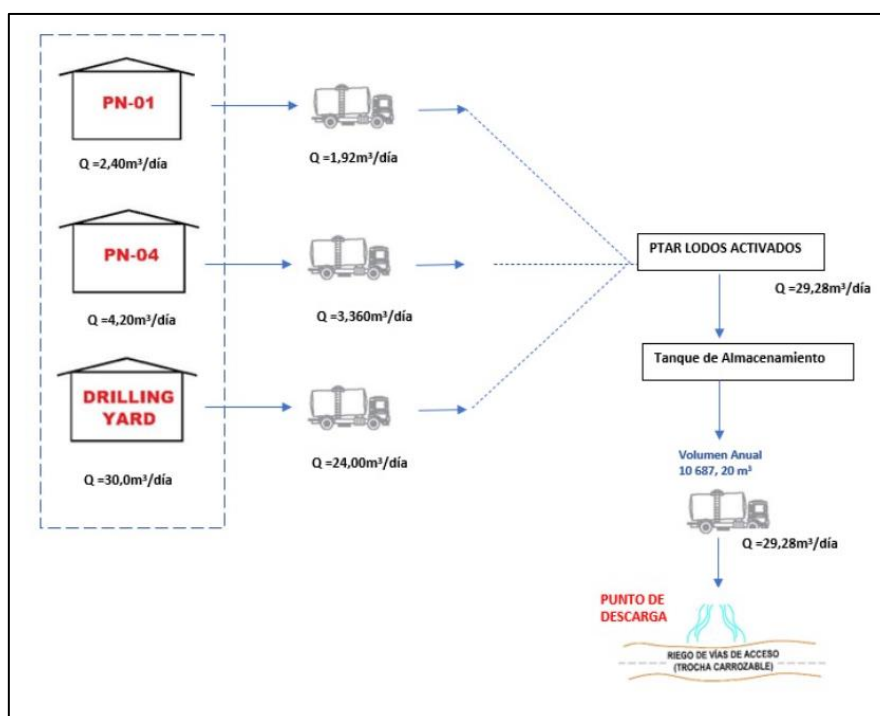 PN-01
Q =2,40m³/día
Q =1,92m³/día
PN-04
Q =4,20m³/día
Q =3,360m³/día
DRILLING
YARD
Q =30,0m³/día
Q =24,00m³/día
PTAR LODOS ACTIVADOS
Q =29,28m³/día
Tanque de Almacenamiento
Volumen Anual
10 687, 20 m³
Q =29,28m³/día
PUNTO DE
DESCARGA
RIEGO DE VÍAS DE ACCESO
(TROCHA CARROZABLE)